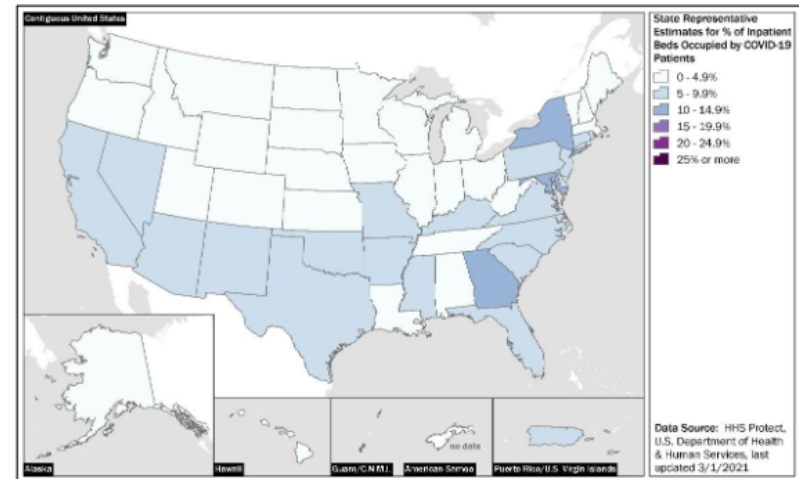 Contiguous United States
State Representative
Estimates for % of Inpatient
Beds Occupied by COVID-19
Patients
0 - 4.9%
5 - 9.9%
10 - 14.9%
15 - 19.9%
20 - 24.9%
25% or more
no data
Alaska
Hawaii
Guam/C.N.M.I.
American Samoa
Puerto Rico/U.S. Virgin Islands
Data Source: HHS Protect,
U.S. Department of Health
& Human Services, last
updated 3/1/2021